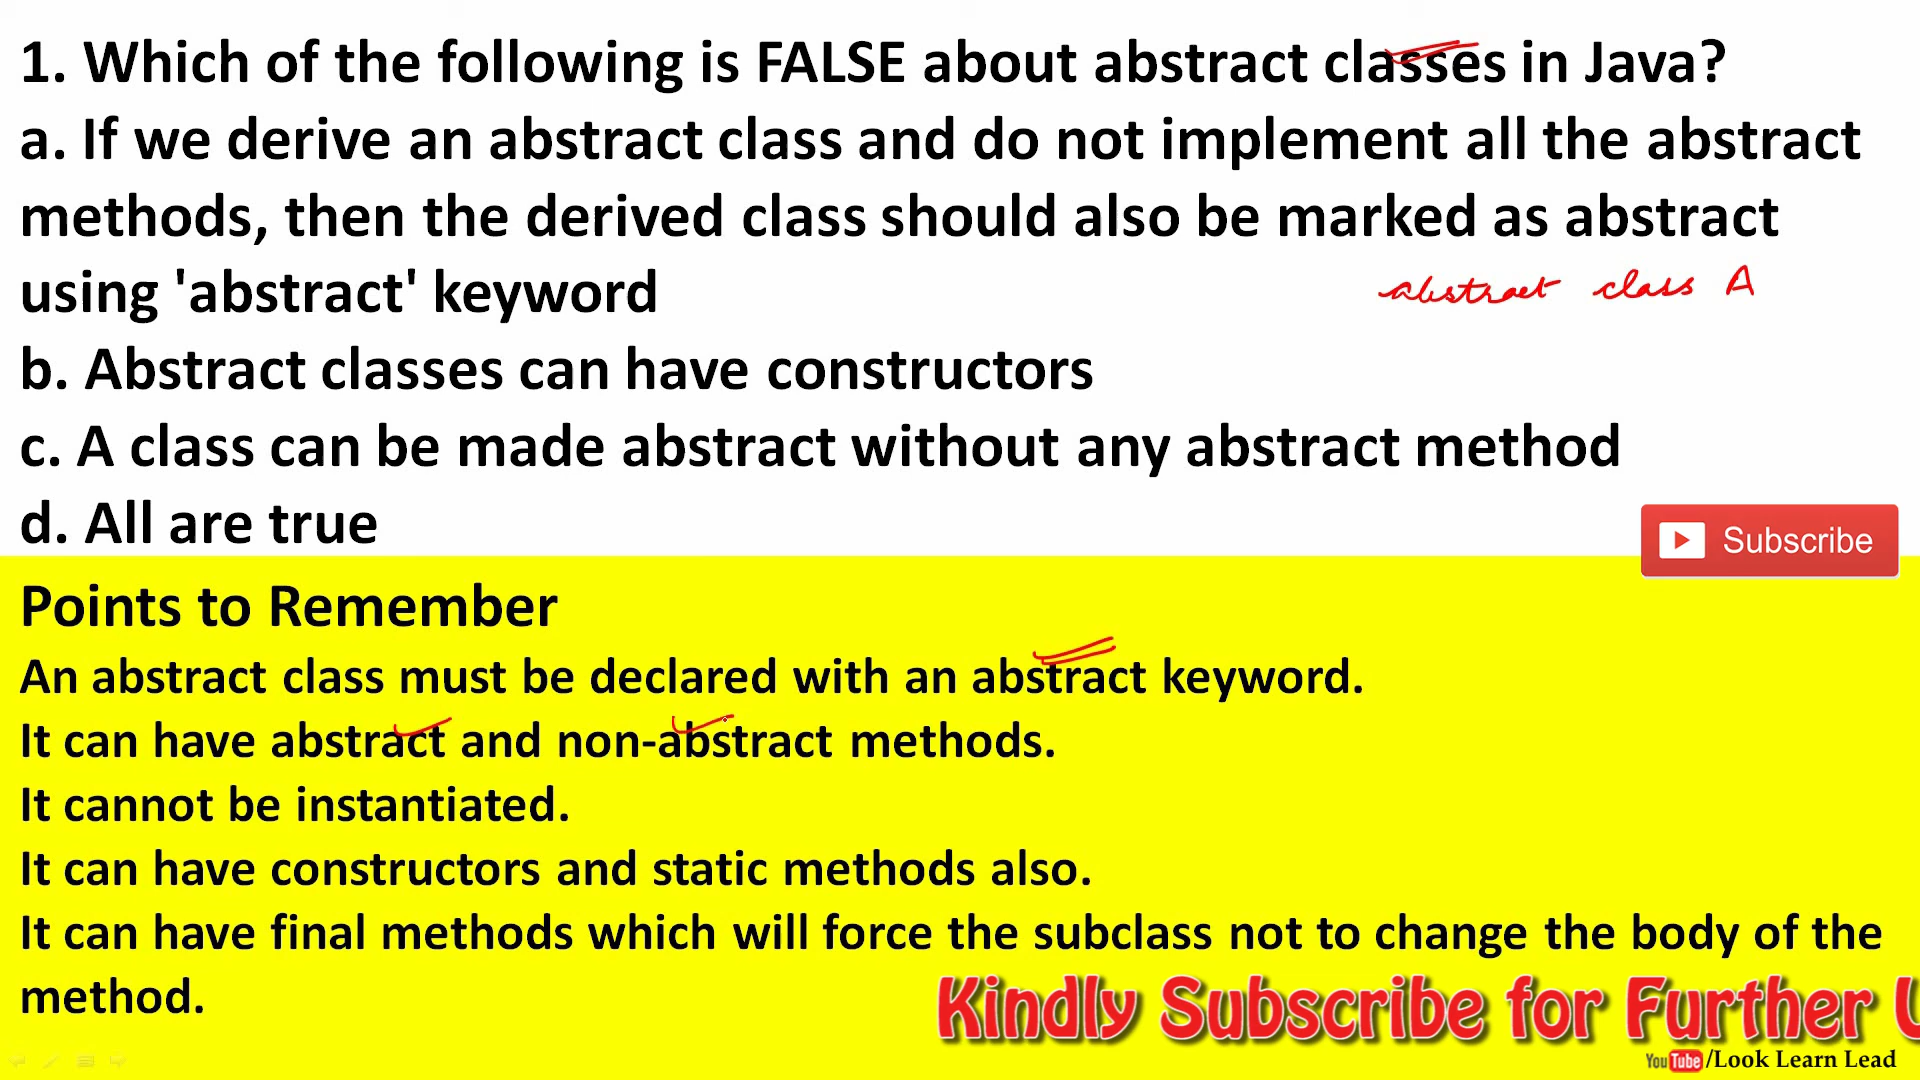 1. Which of the following is FALSE about abstract classes in Java?
a. If we derive an abstract class and do not implement all the abstract
methods, then the derived class should also be marked as abstract
using 'abstract' keyword
abstract class A
b. Abstract classes can have constructors
c. A class can be made abstract without any abstract method
d. All are true
Subscribe
Points to Remember
An abstract class must be declared with an abstract keyword.
It can have abstract and non-abstract methods.
It cannot be instantiated.
It can have constructors and static methods also.
It can have final methods which will force the subclass not to change the body of the
method.
Kindly Subscribe for Further
YouTube /Look Learn Lead